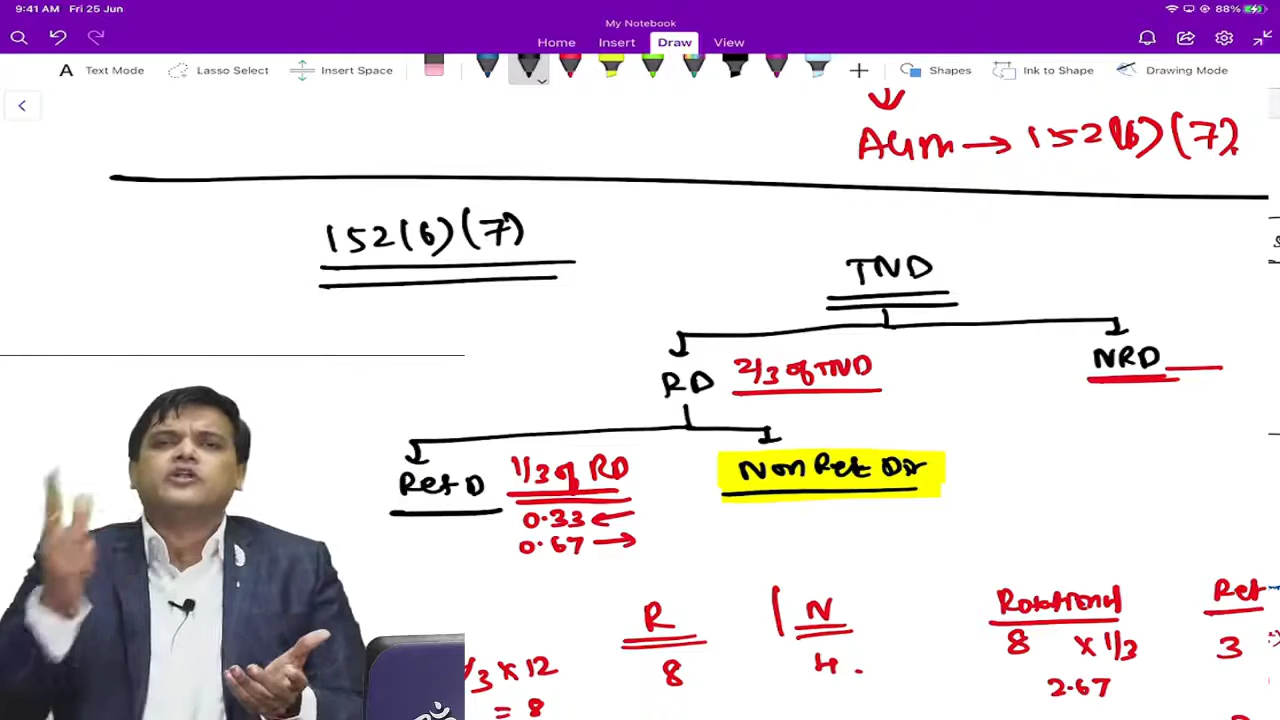 9:41 AM Fri 25 Jun
88%
My Notebook
Home Insert Draw View
A Text Mode Lasso Select Insert Space Shapes Ink to Shape Drawing Mode
AGM → 152(6)(7)
152(6)(7)
TND
RD 2/3 of TND
NRD
Ret D 1/3 of RD
Non Ret Dir
0.33 ←
0.67 →
R N
Rotational Ret
/3 x 12
8 4.
8 x 1/3 3
= 8
2.67